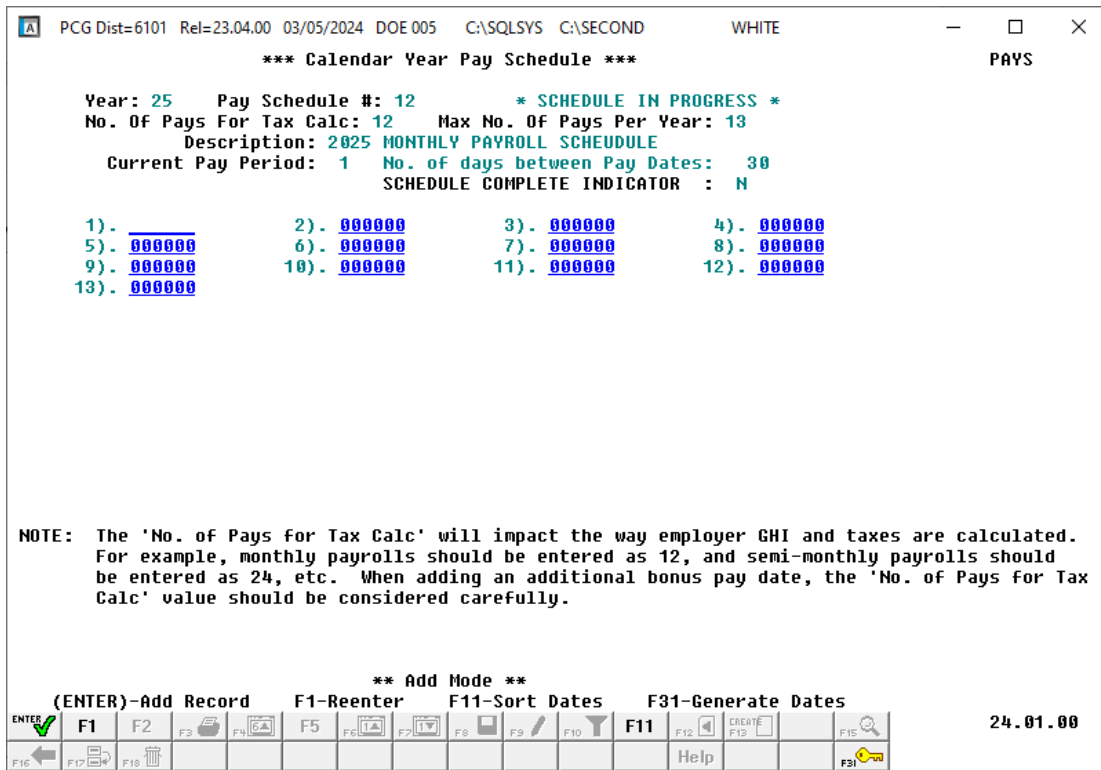 PCG Dist=6101 Rel=23.04.00 03/05/2024 DOE 005 C:\SQLSYS C:\SECOND WHITE
*** Calendar Year Pay Schedule *** PAYS
Year: 25 Pay Schedule #: 12 * SCHEDULE IN PROGRESS *
No. Of Pays For Tax Calc: 12 Max No. Of Pays Per Year: 13
Description: 2025 MONTHLY PAYROLL SCHEUDULE
Current Pay Period: 1 No. of days between Pay Dates: 30
SCHEDULE COMPLETE INDICATOR : N
1). ______ 2). 000000 3). 000000 4). 000000
5). 000000 6). 000000 7). 000000 8). 000000
9). 000000 10). 000000 11). 000000 12). 000000
13). 000000
NOTE: The 'No. of Pays for Tax Calc' will impact the way employer GHI and taxes are calculated.
For example, monthly payrolls should be entered as 12, and semi-monthly payrolls should
be entered as 24, etc. When adding an additional bonus pay date, the 'No. of Pays for Tax
Calc' value should be considered carefully.
** Add Mode **
(ENTER)-Add Record F1-Reenter F11-Sort Dates F31-Generate Dates
ENTER F1 F2 F3 F4 F5 F6 F7 F8 F9 F10 F11 F12 CREATE F13 F15 24.01.00
F16 F17 F18 Help F31